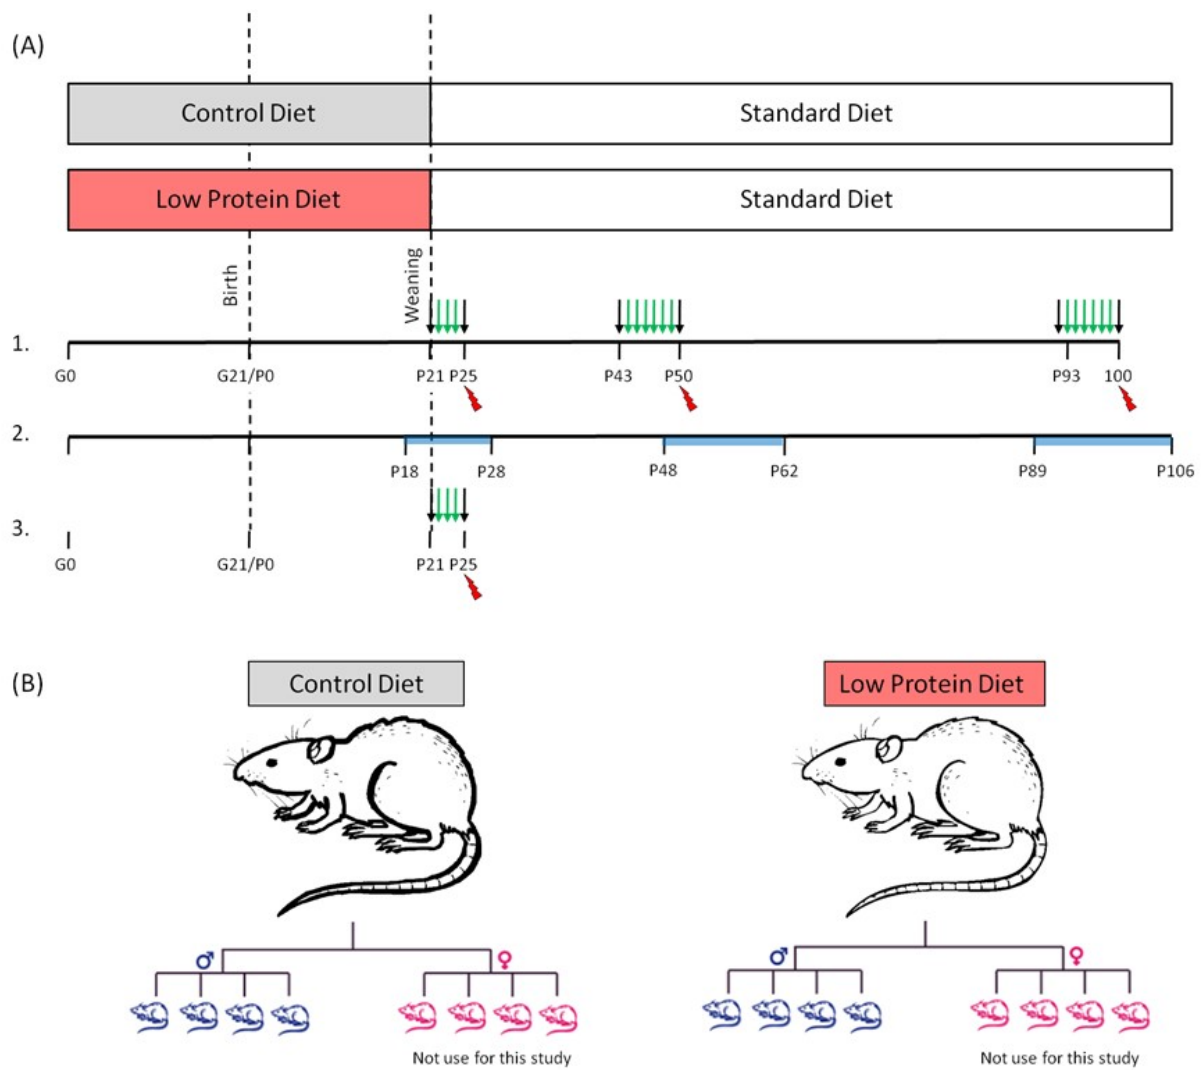 (A)
Control Diet Standard Diet
Low Protein Diet Standard Diet
Birth Weaning
1.
G0 G21/P0 P21 P25 P43 P50 P93 100
2.
P18 P28 P48 P62 P89 P106
3.
G0 G21/P0 P21 P25
(B)
Control Diet Low Protein Diet
♂ ♀ ♂ ♀
Not use for this study Not use for this study